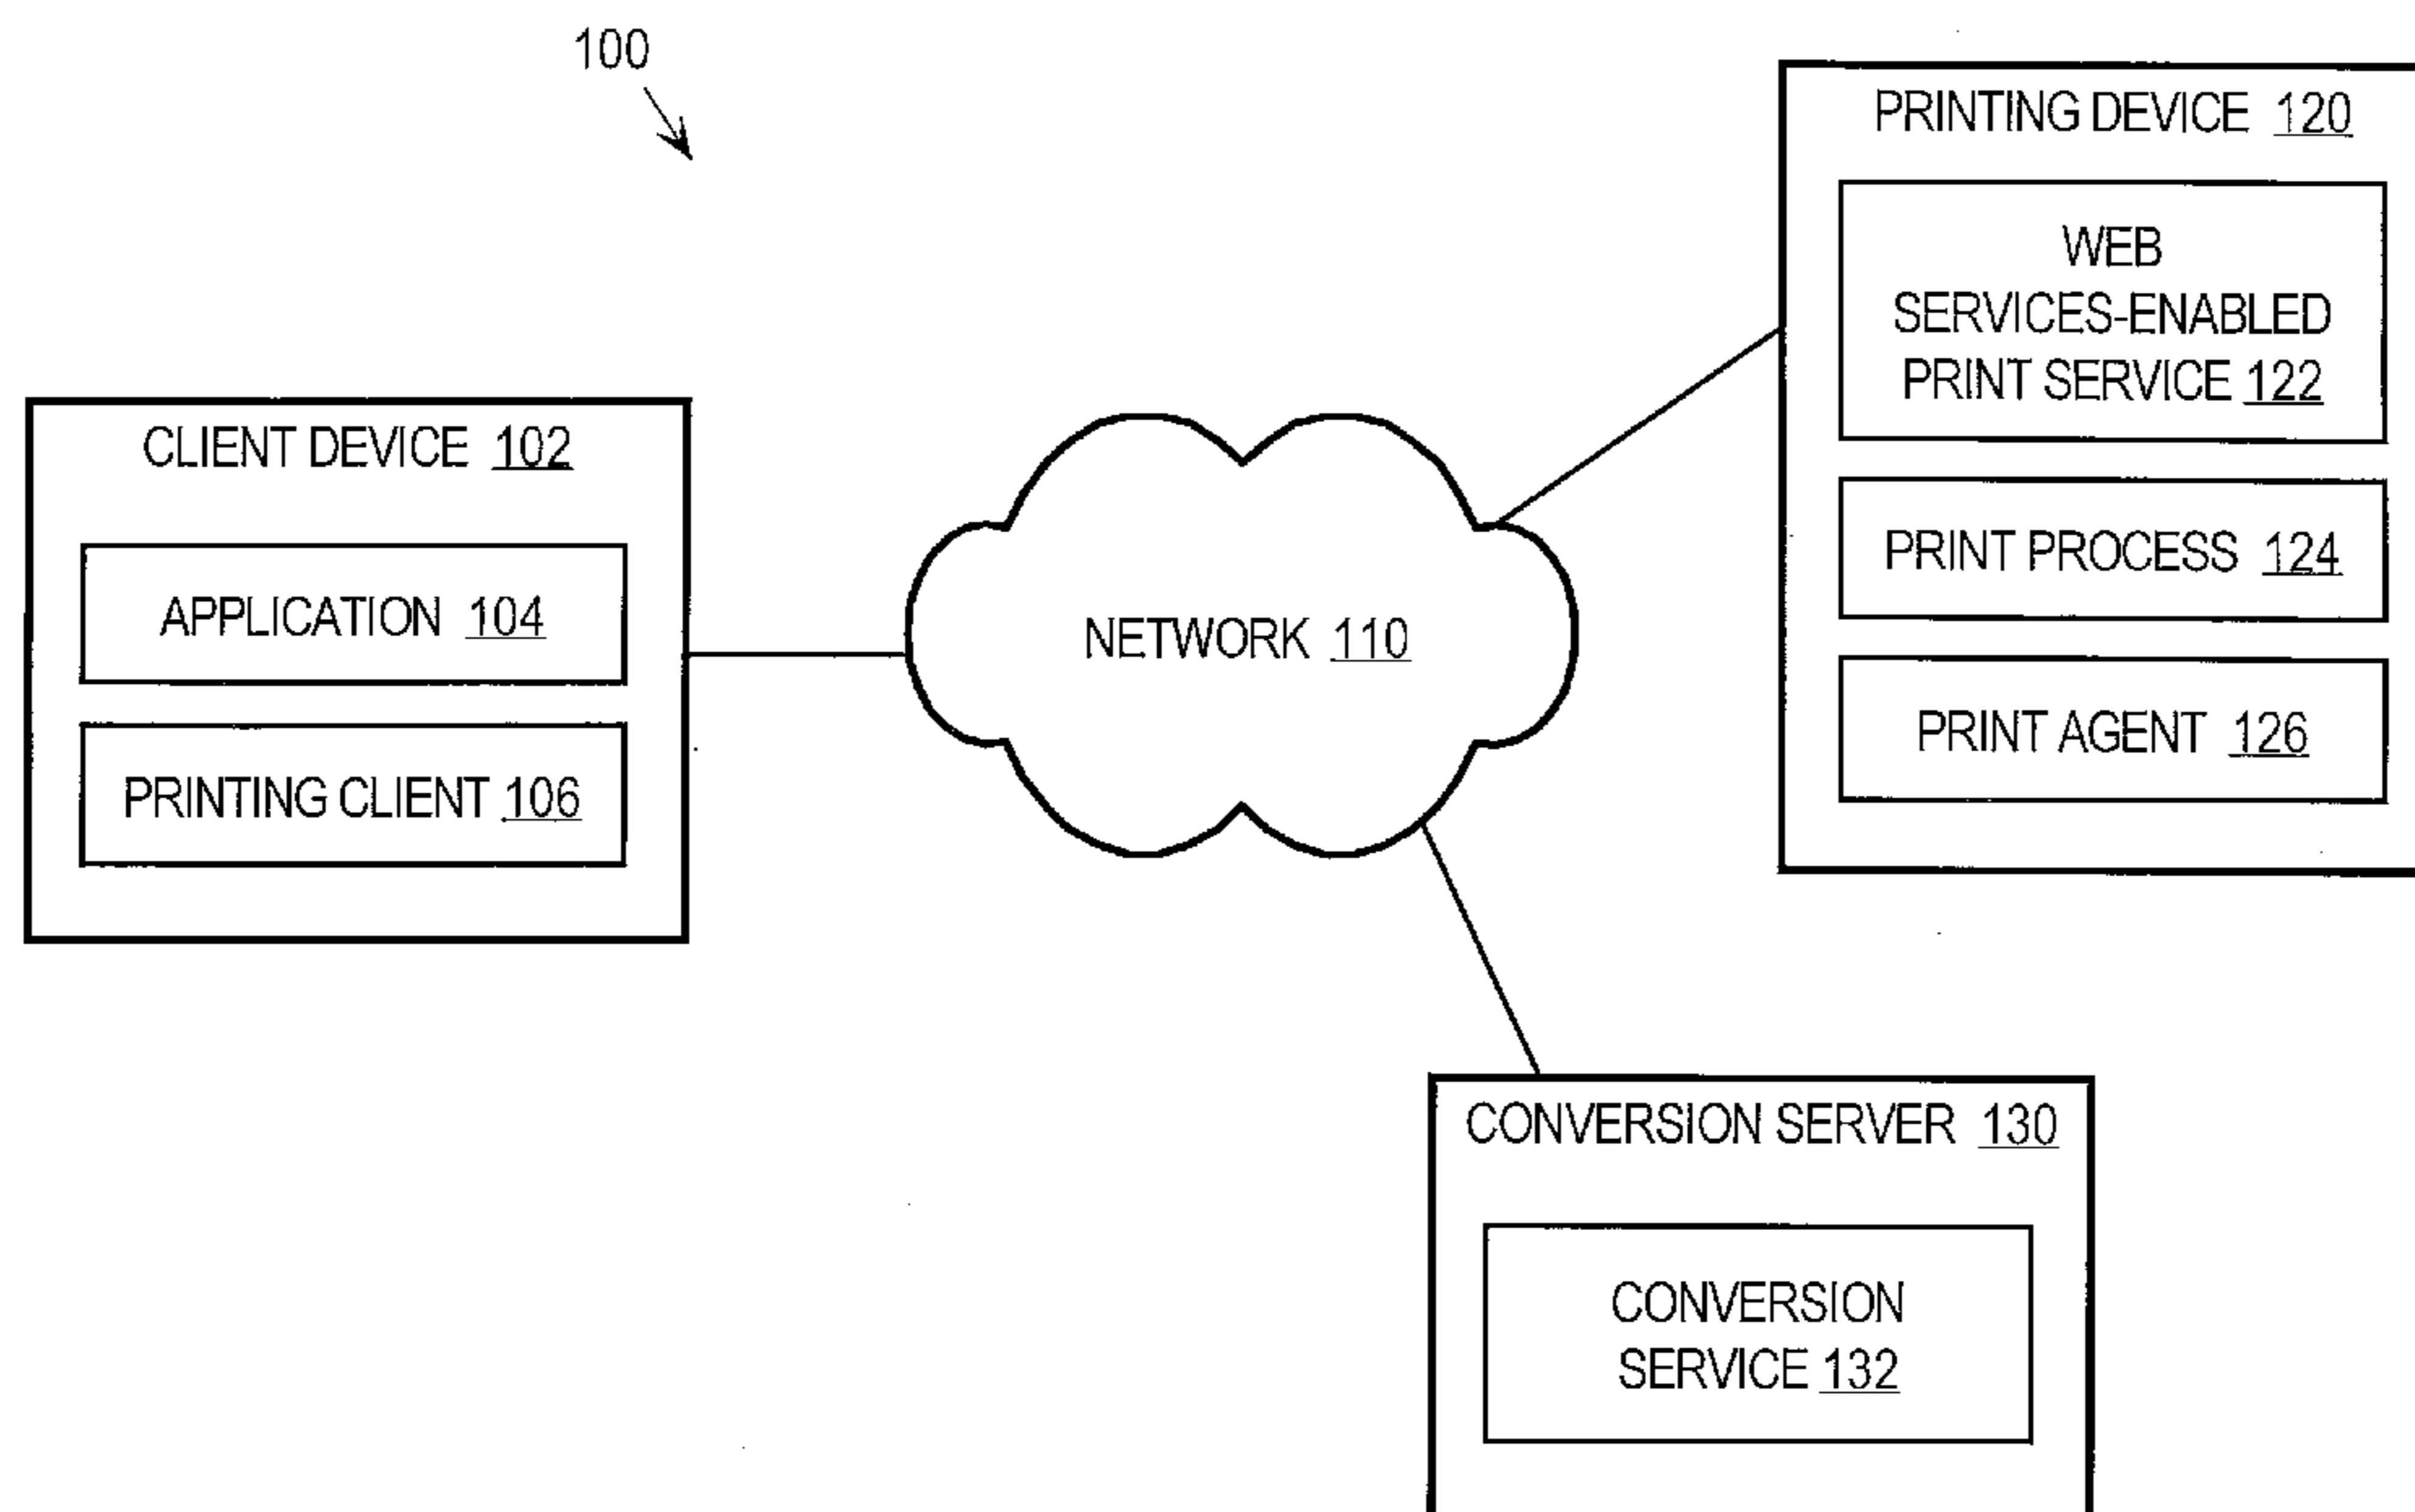 100
PRINTING DEVICE 120
WEB
SERVICES-ENABLED
PRINT SERVICE 122
PRINT PROCESS 124
PRINT AGENT 126
CLIENT DEVICE 102
APPLICATION 104
PRINTING CLIENT 106
NETWORK 110
CONVERSION SERVER 130
CONVERSION
SERVICE 132